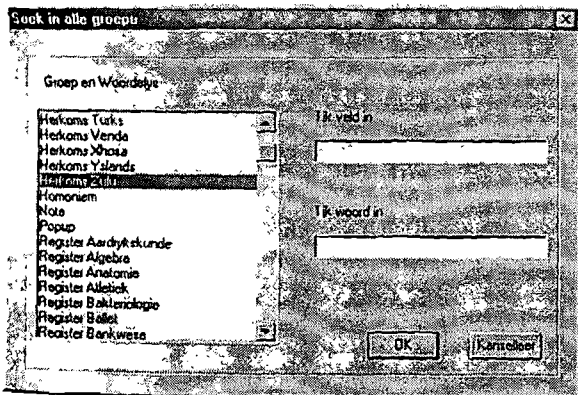 Soek in alle groepe
Groep en Woordelys
Herkoms Turks
Herkoms Venda
Herkoms Xhosa
Herkoms Yslands
Herkoms Zulu
Homoniem
Nota
Popup
Register Aardrykskunde
Register Algebra
Register Anatomie
Register Atletiek
Register Bakteriologie
Register Ballet
Register Bankwese
Tik veld in
Tik woord in
OK
Kanselleer